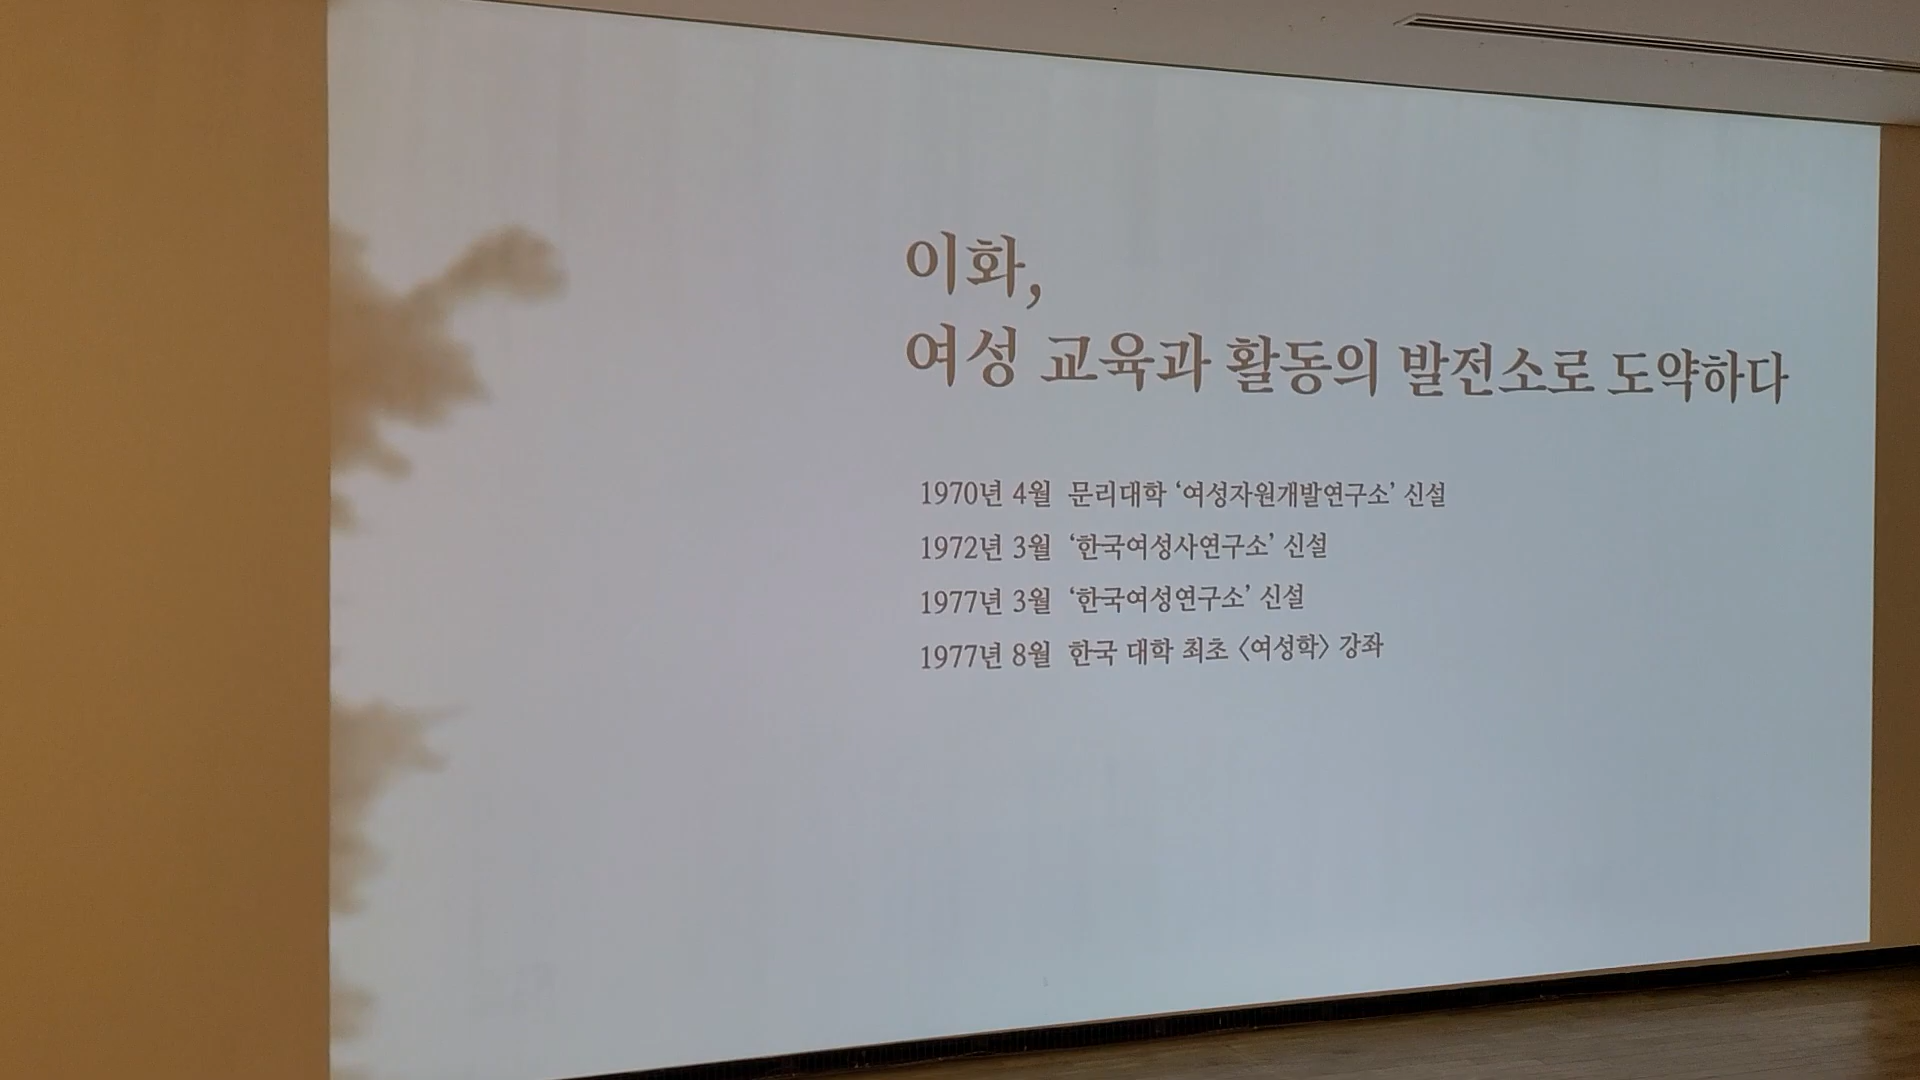 이화,
여성 교육과 활동의 발전소로 도약하다
1970년 4월 문리대학 ‘여성자원개발연구소’ 신설
1972년 3월 ‘한국여성사연구소’ 신설
1977년 3월 ‘한국여성연구소’ 신설
1977년 8월 한국 대학 최초 〈여성학〉 강좌